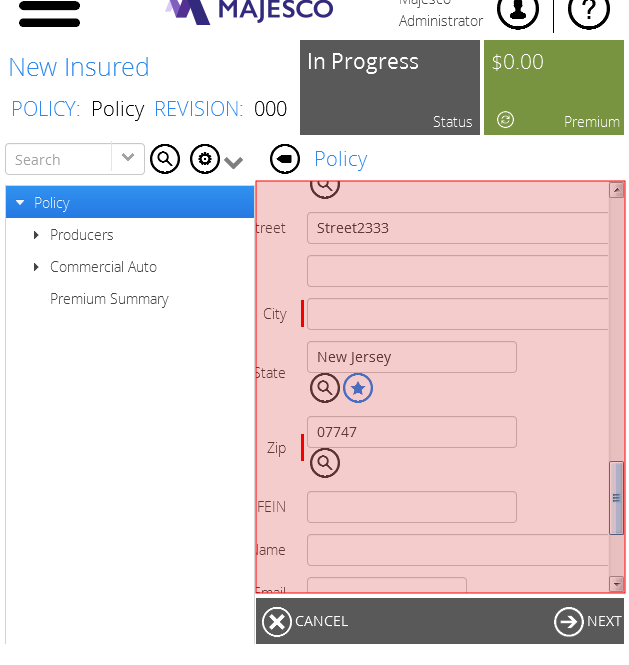 MAJESCO
Majesco
Administrator
?
New Insured
POLICY: Policy REVISION: 000
In Progress
Status
$0.00
Premium
Search
Policy
Policy
Producers
Commercial Auto
Premium Summary
treet
Street2333
City
State
New Jersey
Zip
07747
FEIN
Name
Email
CANCEL
NEXT